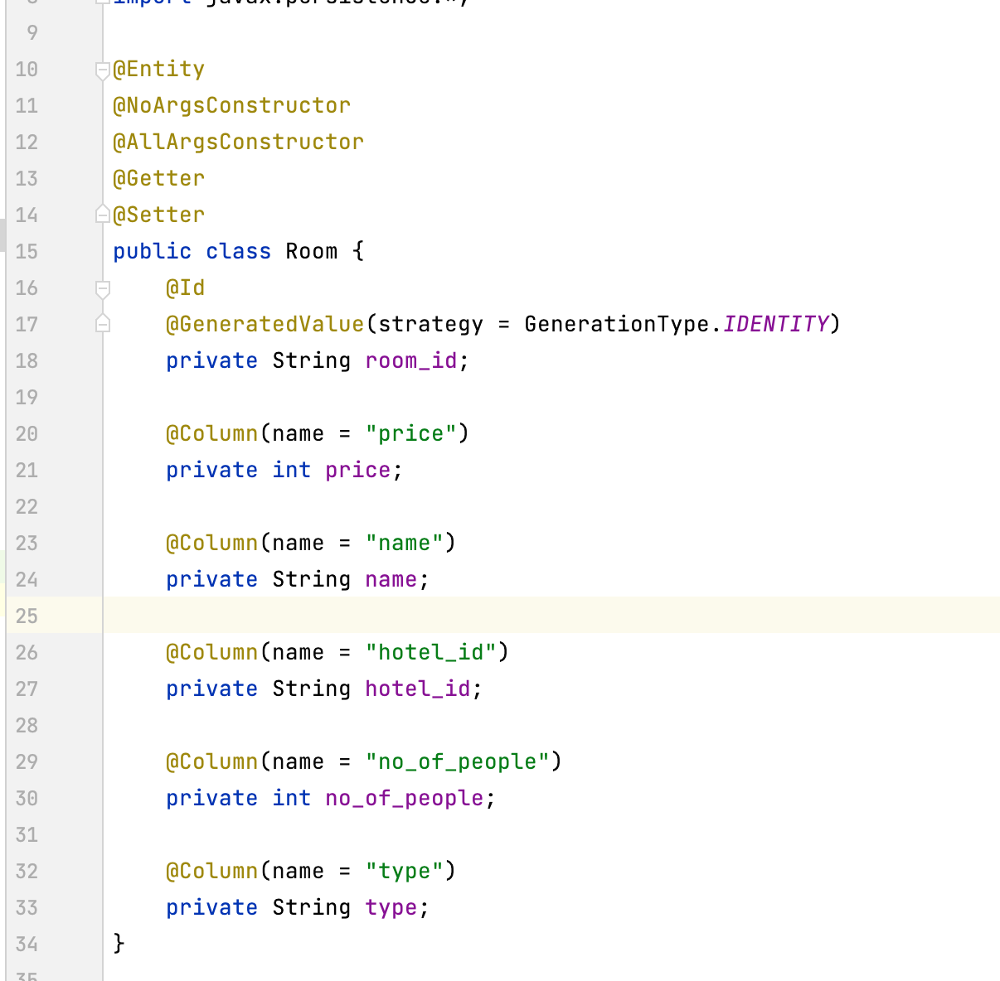 import javax.persistence.*;
9
10 @Entity
11 @NoArgsConstructor
12 @AllArgsConstructor
13 @Getter
14 @Setter
15 public class Room {
16 @Id
17 @GeneratedValue(strategy = GenerationType.IDENTITY)
18 private String room_id;
19
20 @Column(name = "price")
21 private int price;
22
23 @Column(name = "name")
24 private String name;
25
26 @Column(name = "hotel_id")
27 private String hotel_id;
28
29 @Column(name = "no_of_people")
30 private int no_of_people;
31
32 @Column(name = "type")
33 private String type;
34 }
35